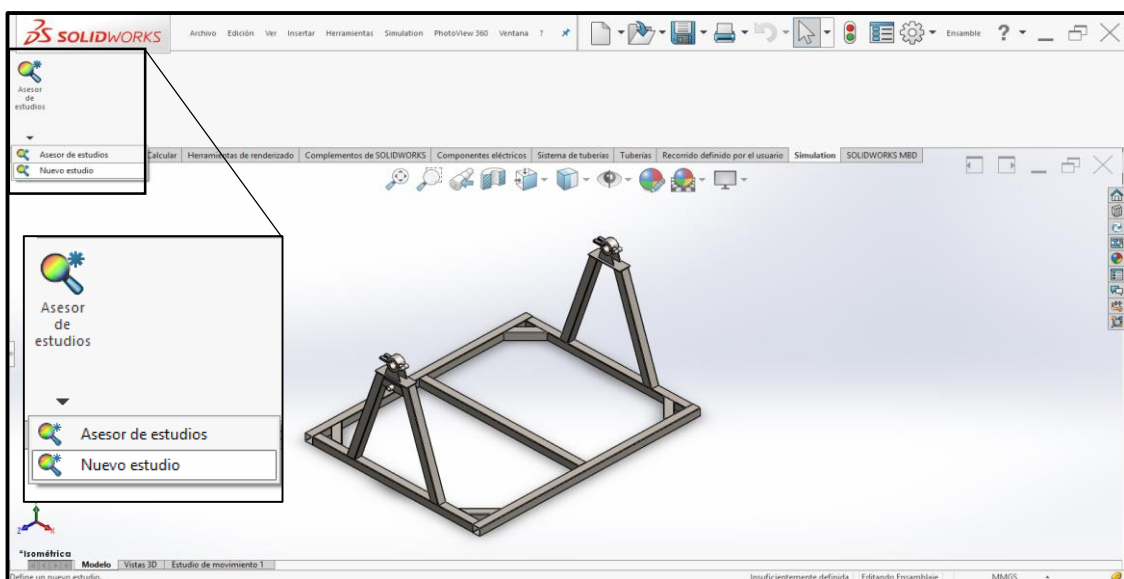 SOLIDWORKS
Archivo Edición Ver Insertar Herramientas Simulation PhotoView 360 Ventana ?
Ensamble ?
Asesor
de
estudios
Asesor de estudios
Nuevo estudio
Calcular Herramientas de renderizado Complementos de SOLIDWORKS Componentes eléctricos Sistema de tuberías Tuberías Recorrido definido por el usuario Simulation SOLIDWORKS MBD
Asesor
de
estudios
Asesor de estudios
Nuevo estudio
*Isométrica
Modelo Vistas 3D Estudio de movimiento 1
Define un nuevo estudio. Insuficientemente definida Editando Ensamblaje MMGS